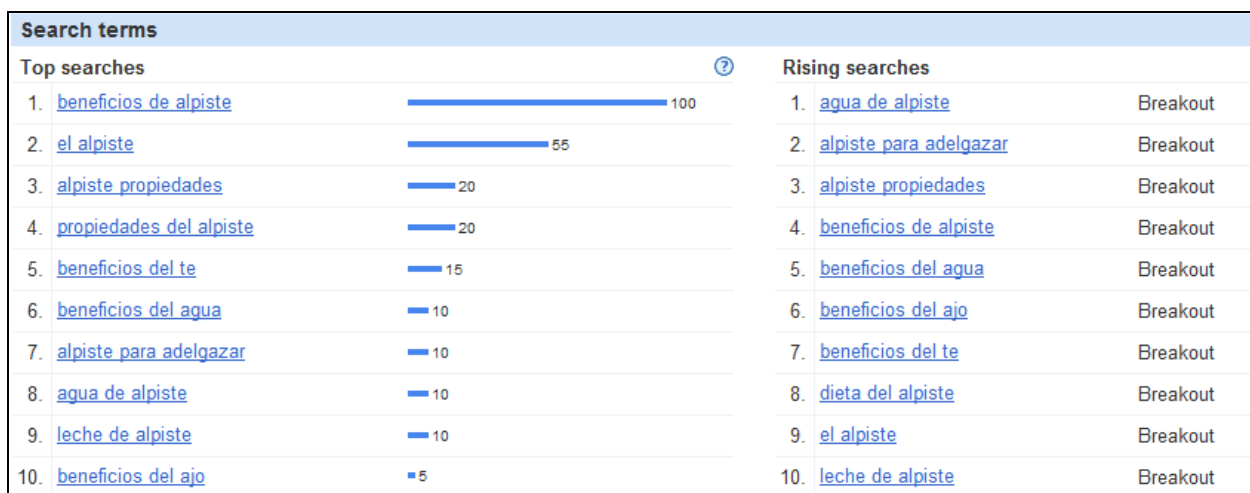 Search terms
Top searches ?
1. beneficios de alpiste 100
2. el alpiste 55
3. alpiste propiedades 20
4. propiedades del alpiste 20
5. beneficios del te 15
6. beneficios del agua 10
7. alpiste para adelgazar 10
8. agua de alpiste 10
9. leche de alpiste 10
10. beneficios del ajo 5
Rising searches
1. agua de alpiste Breakout
2. alpiste para adelgazar Breakout
3. alpiste propiedades Breakout
4. beneficios de alpiste Breakout
5. beneficios del agua Breakout
6. beneficios del ajo Breakout
7. beneficios del te Breakout
8. dieta del alpiste Breakout
9. el alpiste Breakout
10. leche de alpiste Breakout